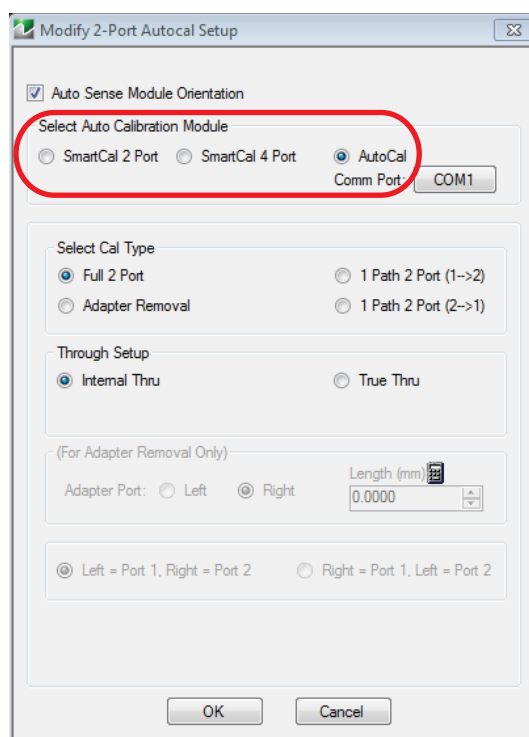 Modify 2-Port Autocal Setup
Auto Sense Module Orientation
Select Auto Calibration Module
SmartCal 2 Port SmartCal 4 Port AutoCal
Comm Port: COM1
Select Cal Type
Full 2 Port 1 Path 2 Port (1-->2)
Adapter Removal 1 Path 2 Port (2-->1)
Through Setup
Internal Thru True Thru
(For Adapter Removal Only)
Length (mm)
Adapter Port: Left Right 0.0000
Left = Port 1, Right = Port 2 Right = Port 1, Left = Port 2
OK Cancel